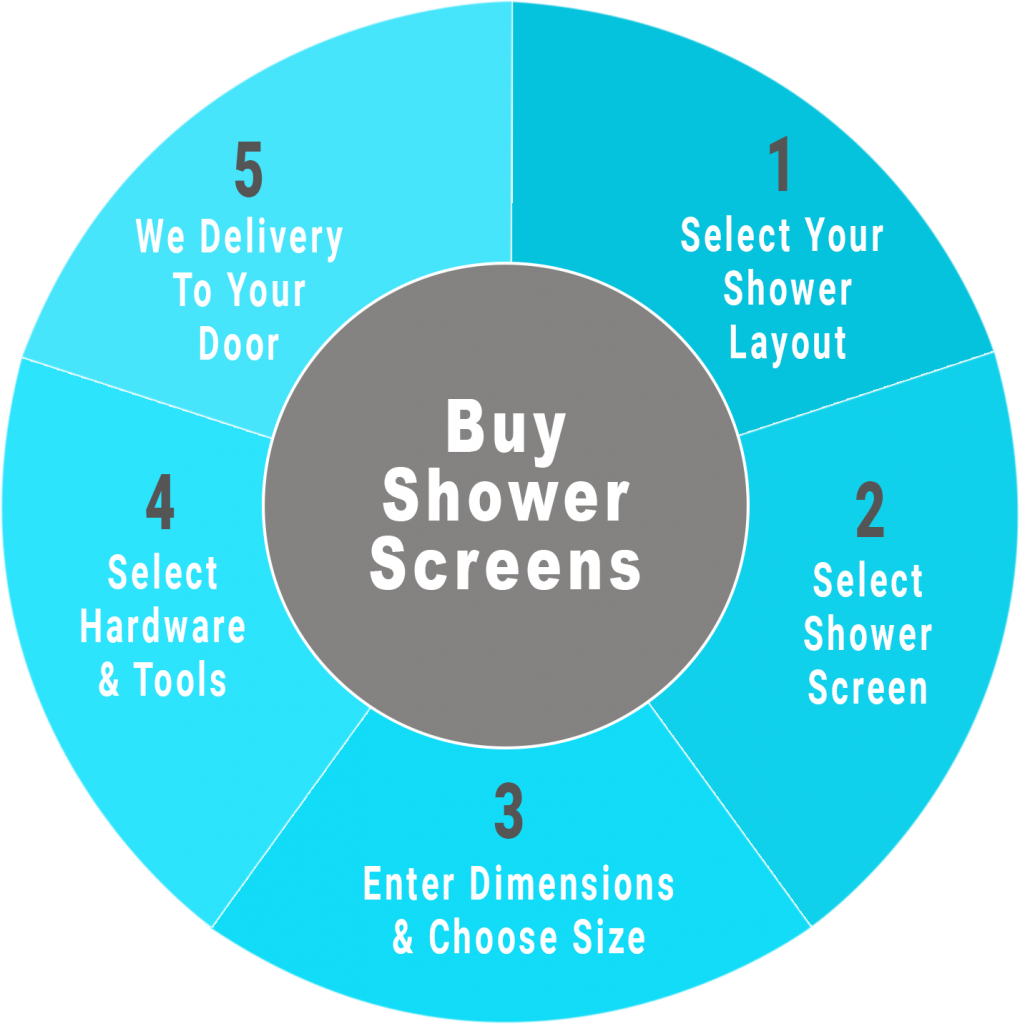 Buy
Shower
Screens
1
Select Your
Shower
Layout
2
Select
Shower
Screen
3
Enter Dimensions
& Choose Size
4
Select
Hardware
& Tools
5
We Delivery
To Your
Door